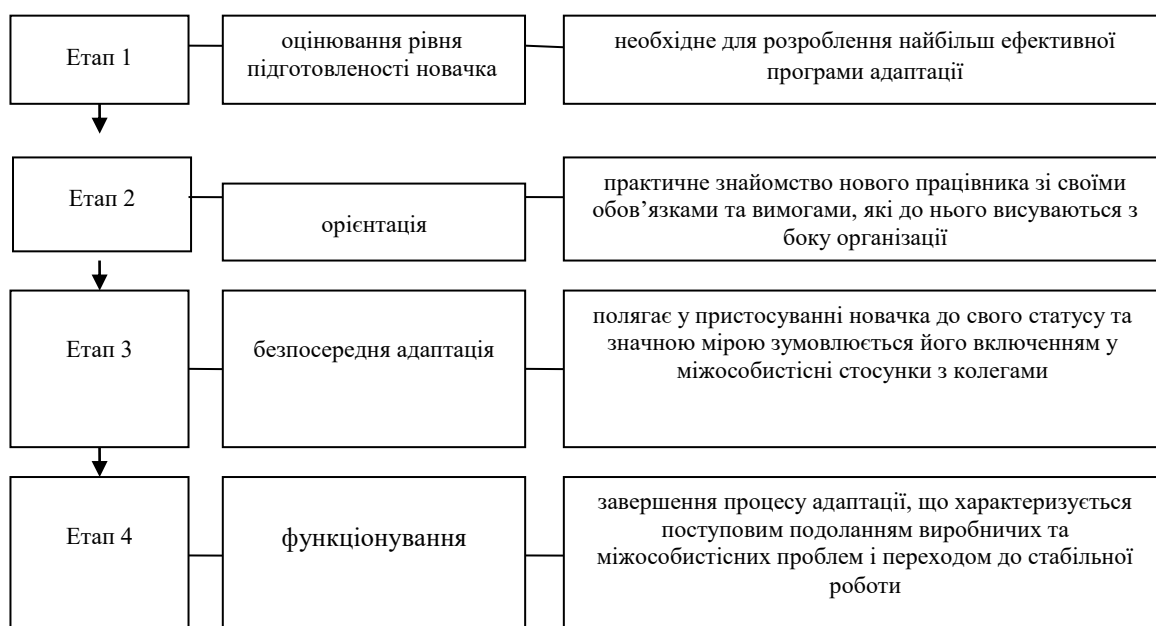 Етап 1
оцінювання рівня
підготовленості новачка
необхідне для розроблення найбільш ефективної
програми адаптації
Етап 2
орієнтація
практичне знайомство нового працівника зі своїми
обов’язками та вимогами, які до нього висуваються з
боку організації
Етап 3
безпосередня адаптація
полягає у пристосуванні новачка до свого статусу та
значною мірою зумовлюється його включенням у
міжособистісні стосунки з колегами
Етап 4
функціонування
завершення процесу адаптації, що характеризується
поступовим подоланням виробничих та
міжособистісних проблем і переходом до стабільної
роботи